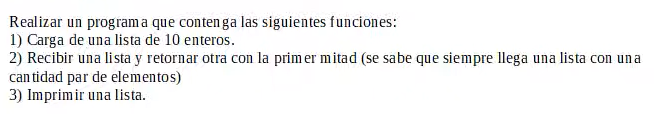 Realizar un programa que contenga las siguientes funciones:
1) Carga de una lista de 10 enteros.
2) Recibir una lista y retornar otra con la primer mitad (se sabe que siempre llega una lista con una
cantidad par de elementos)
3) Imprimir una lista.